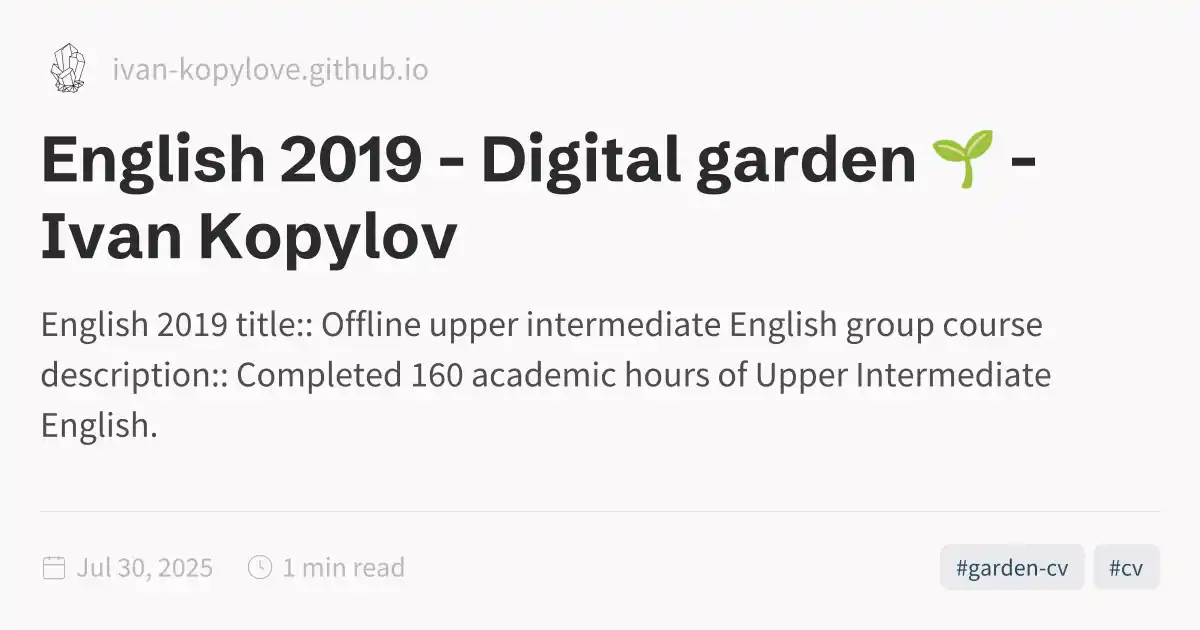 ivan-kopylove.github.io
English 2019 - Digital garden 🌱 -
Ivan Kopylov
English 2019 title:: Offline upper intermediate English group course
description:: Completed 160 academic hours of Upper Intermediate
English.
Jul 30, 2025 1 min read #garden-cv #cv